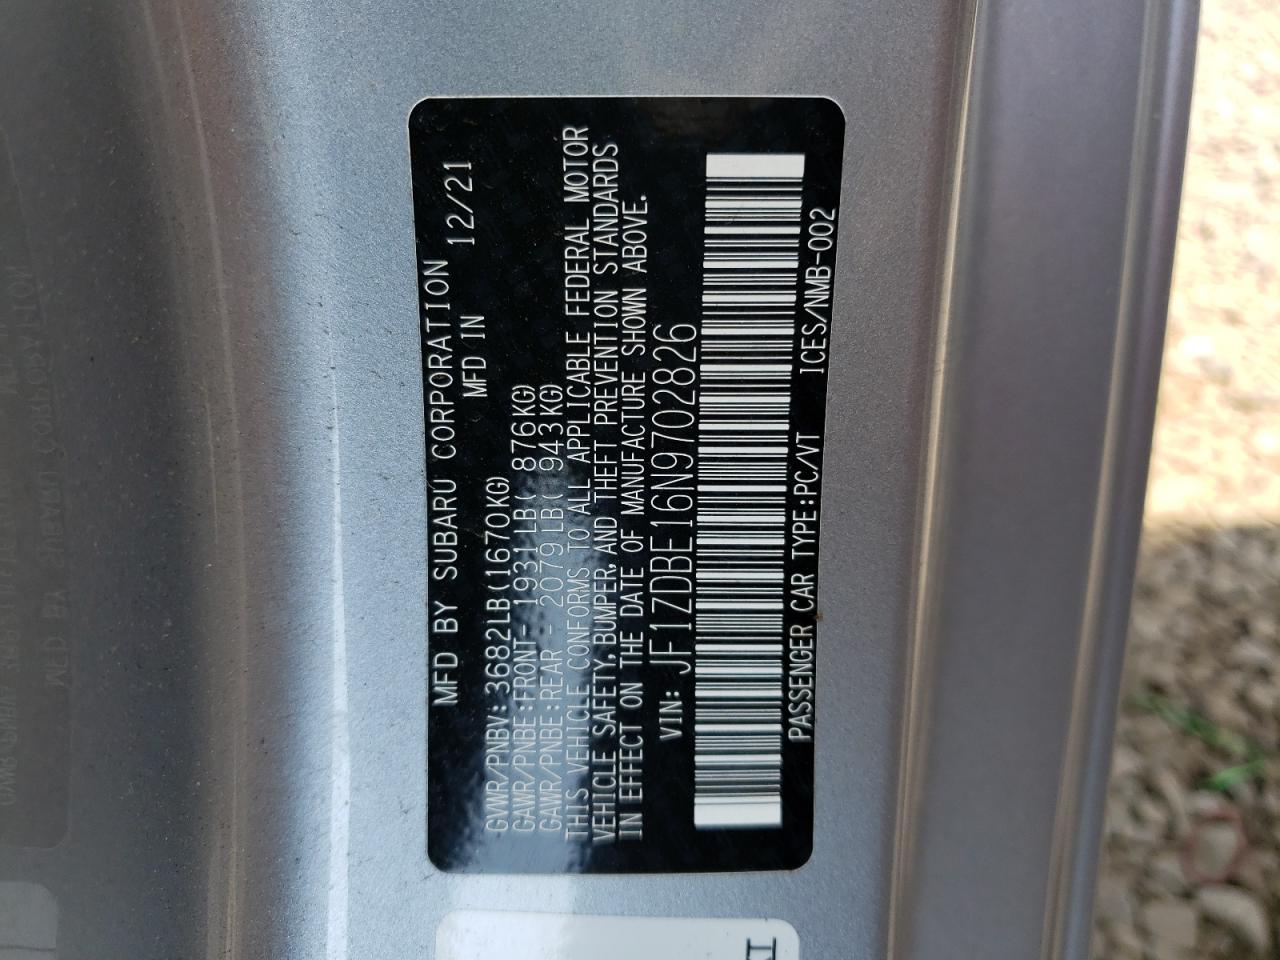 MFD BY SUBARU CORPORATION
MFD IN 12/21
GVWR/PNBV:3682LB(1670KG)
GAWR/PNBE:FRONT- 1931LB( 876KG)
GAWR/PNBE:REAR - 2079LB( 943KG)
THIS VEHICLE CONFORMS TO ALL APPLICABLE FEDERAL MOTOR
VEHICLE SAFETY,BUMPER,AND THEFT PREVENTION STANDARDS
IN EFFECT ON THE DATE OF MANUFACTURE SHOWN ABOVE.
VIN: JF1ZDBE16N9702826
PASSENGER CAR TYPE:PC/VT ICES/NMB-002